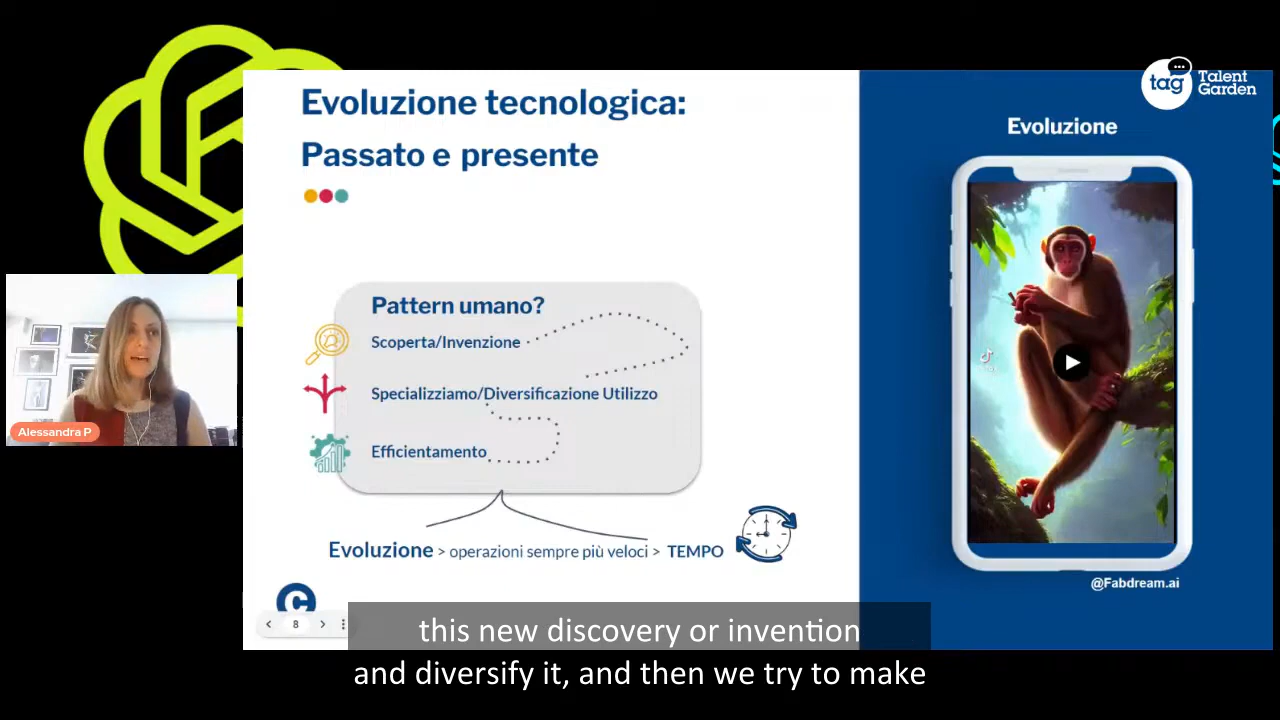 tag
Talent
Garden
Evoluzione tecnologica:
Passato e presente
Evoluzione
Pattern umano?
Scoperta/Invenzione
Specializziamo/Diversificazione Utilizzo
Efficientamento
Evoluzione > operazioni sempre più veloci > TEMPO
Alessandra P
@Fabdream.ai
C
8
this new discovery or invention
and diversify it, and then we try to make